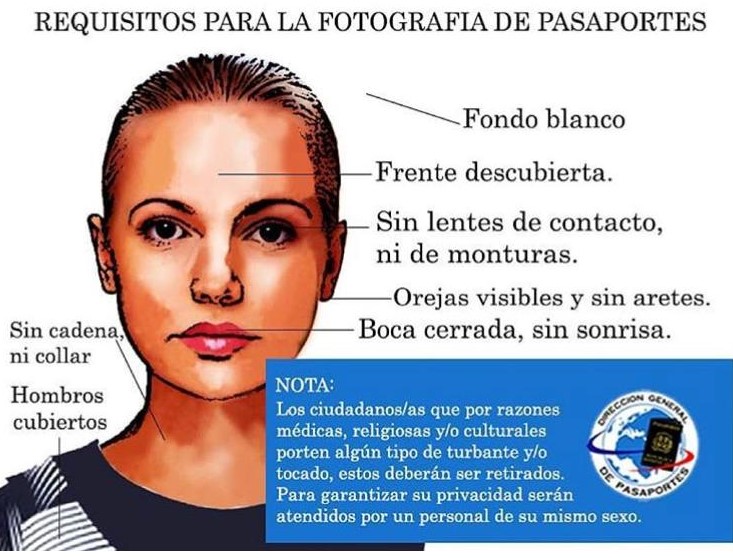 REQUISITOS PARA LA FOTOGRAFIA DE PASAPORTES
Fondo blanco
Frente descubierta.
Sin lentes de contacto,
ni de monturas.
Orejas visibles y sin aretes.
Boca cerrada, sin sonrisa.
Sin cadena,
ni collar
Hombros
cubiertos
NOTA:
Los ciudadanos/as que por razones
médicas, religiosas y/o culturales
porten algún tipo de turbante y/o
tocado, estos deberán ser retirados.
Para garantizar su privacidad serán
atendidos por un personal de su mismo sexo.
DIRECCION GENERAL
DE PASAPORTES